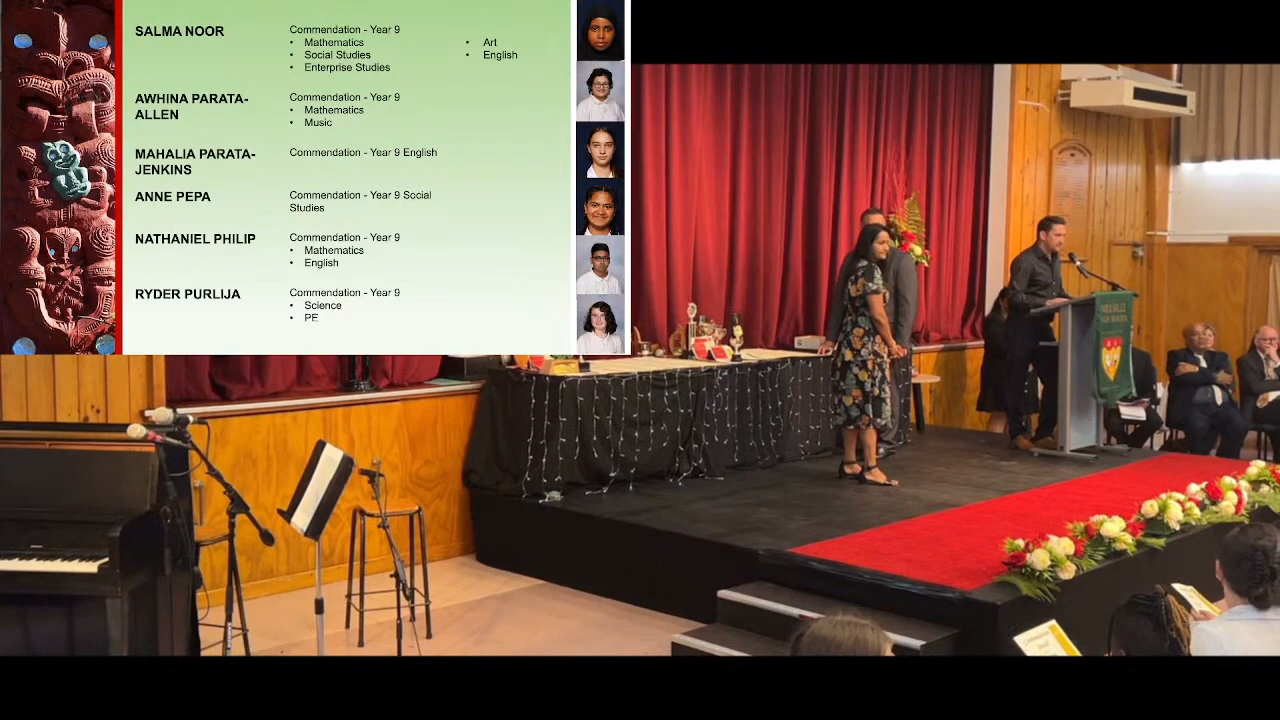 SALMA NOOR
Commendation - Year 9
• Mathematics
• Social Studies
• Enterprise Studies
• Art
• English
AWHINA PARATA-
ALLEN
Commendation - Year 9
• Mathematics
• Music
MAHALIA PARATA-
JENKINS
Commendation - Year 9 English
ANNE PEPA
Commendation - Year 9 Social
Studies
NATHANIEL PHILIP
Commendation - Year 9
• Mathematics
• English
RYDER PURLIJA
Commendation - Year 9
• Science
• PE